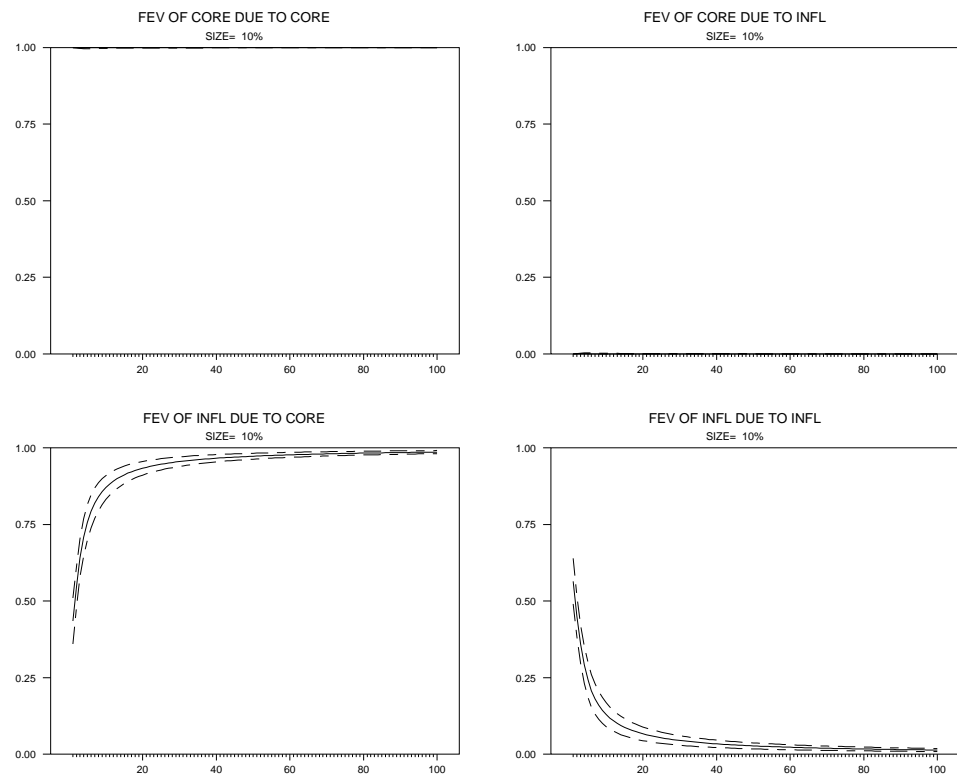 FEV OF CORE DUE TO CORE
SIZE= 10%
1.00
0.75
0.50
0.25
0.00
20 40 60 80 100
FEV OF CORE DUE TO INFL
SIZE= 10%
1.00
0.75
0.50
0.25
0.00
20 40 60 80 100
FEV OF INFL DUE TO CORE
SIZE= 10%
1.00
0.75
0.50
0.25
0.00
20 40 60 80 100
FEV OF INFL DUE TO INFL
SIZE= 10%
1.00
0.75
0.50
0.25
0.00
20 40 60 80 100